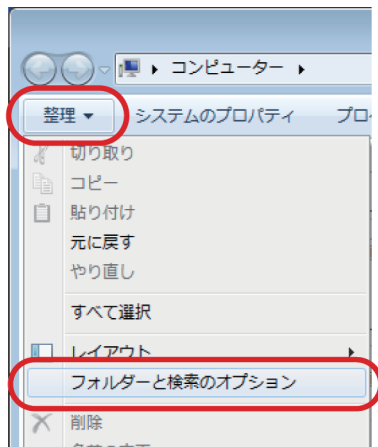 コンピューター
整理 システムのプロパティ プロ
切り取り
コピー
貼り付け
元に戻す
やり直し
すべて選択
レイアウト
フォルダーと検索のオプション
削除